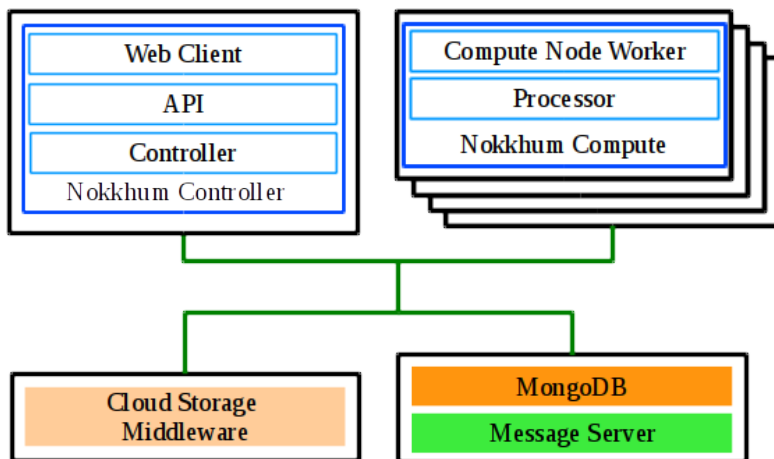 Web Client
API
Controller
Nokkhum Controller
Compute Node Worker
Processor
Nokkhum Compute
Cloud Storage
Middleware
MongoDB
Message Server